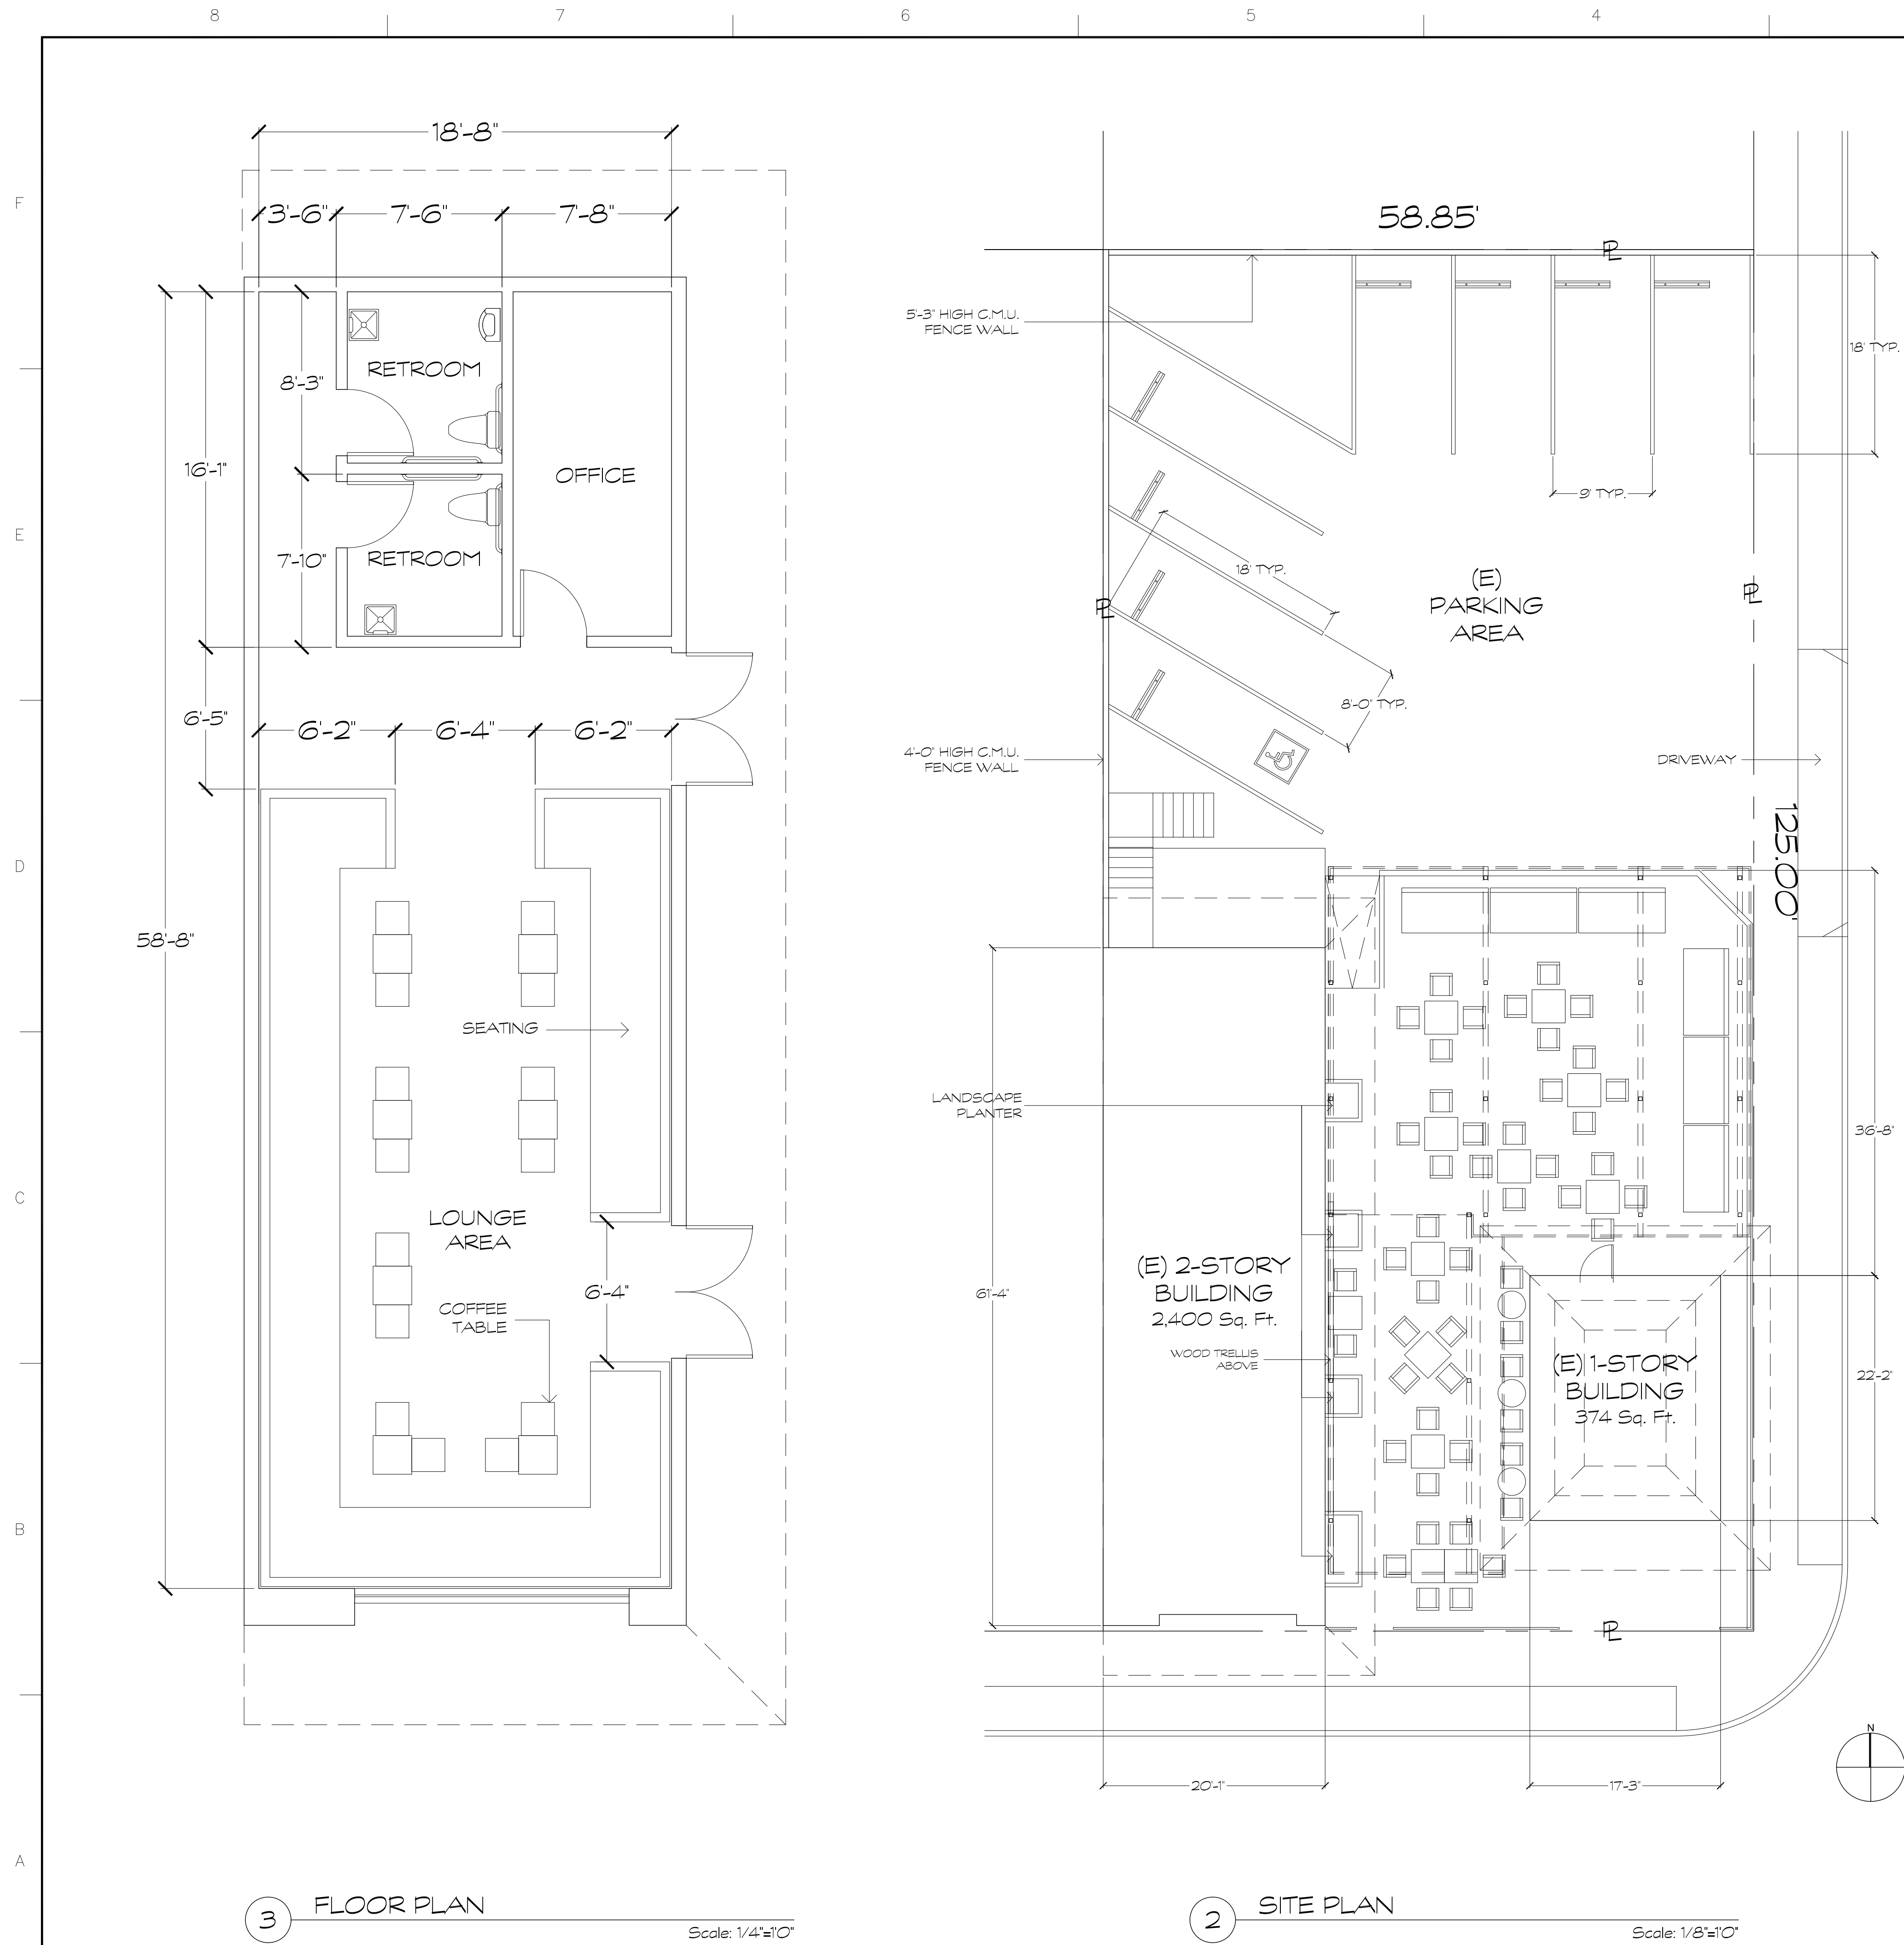 8 7 6 5 4
F
E
D
C
B
A
18'-8"
3'-6" 7'-6" 7'-8"
RETROOM
8'-3"
16'-1"
OFFICE
7'-10"
RETROOM
6'-5"
6'-2" 6'-4" 6'-2"
58'-8"
SEATING
LOUNGE
AREA
6'-4"
COFFEE
TABLE
3
FLOOR PLAN
Scale: 1/4"=1'0"
58.85'
PL
5'-3" HIGH C.M.U.
FENCE WALL
18' TYP.
9' TYP.
18' TYP.
(E)
PARKING
AREA
PL
PL
8'-0" TYP.
4'-0" HIGH C.M.U.
FENCE WALL
DRIVEWAY
125.00'
LANDSCAPE
PLANTER
36'-8"
(E) 2-STORY
BUILDING
2,400 Sq. Ft.
61'-4"
WOOD TRELLIS
ABOVE
(E) 1-STORY
BUILDING
374 Sq. Ft.
22'-2"
PL
N
20'-1"
17'-3"
2
SITE PLAN
Scale: 1/8"=1'0"